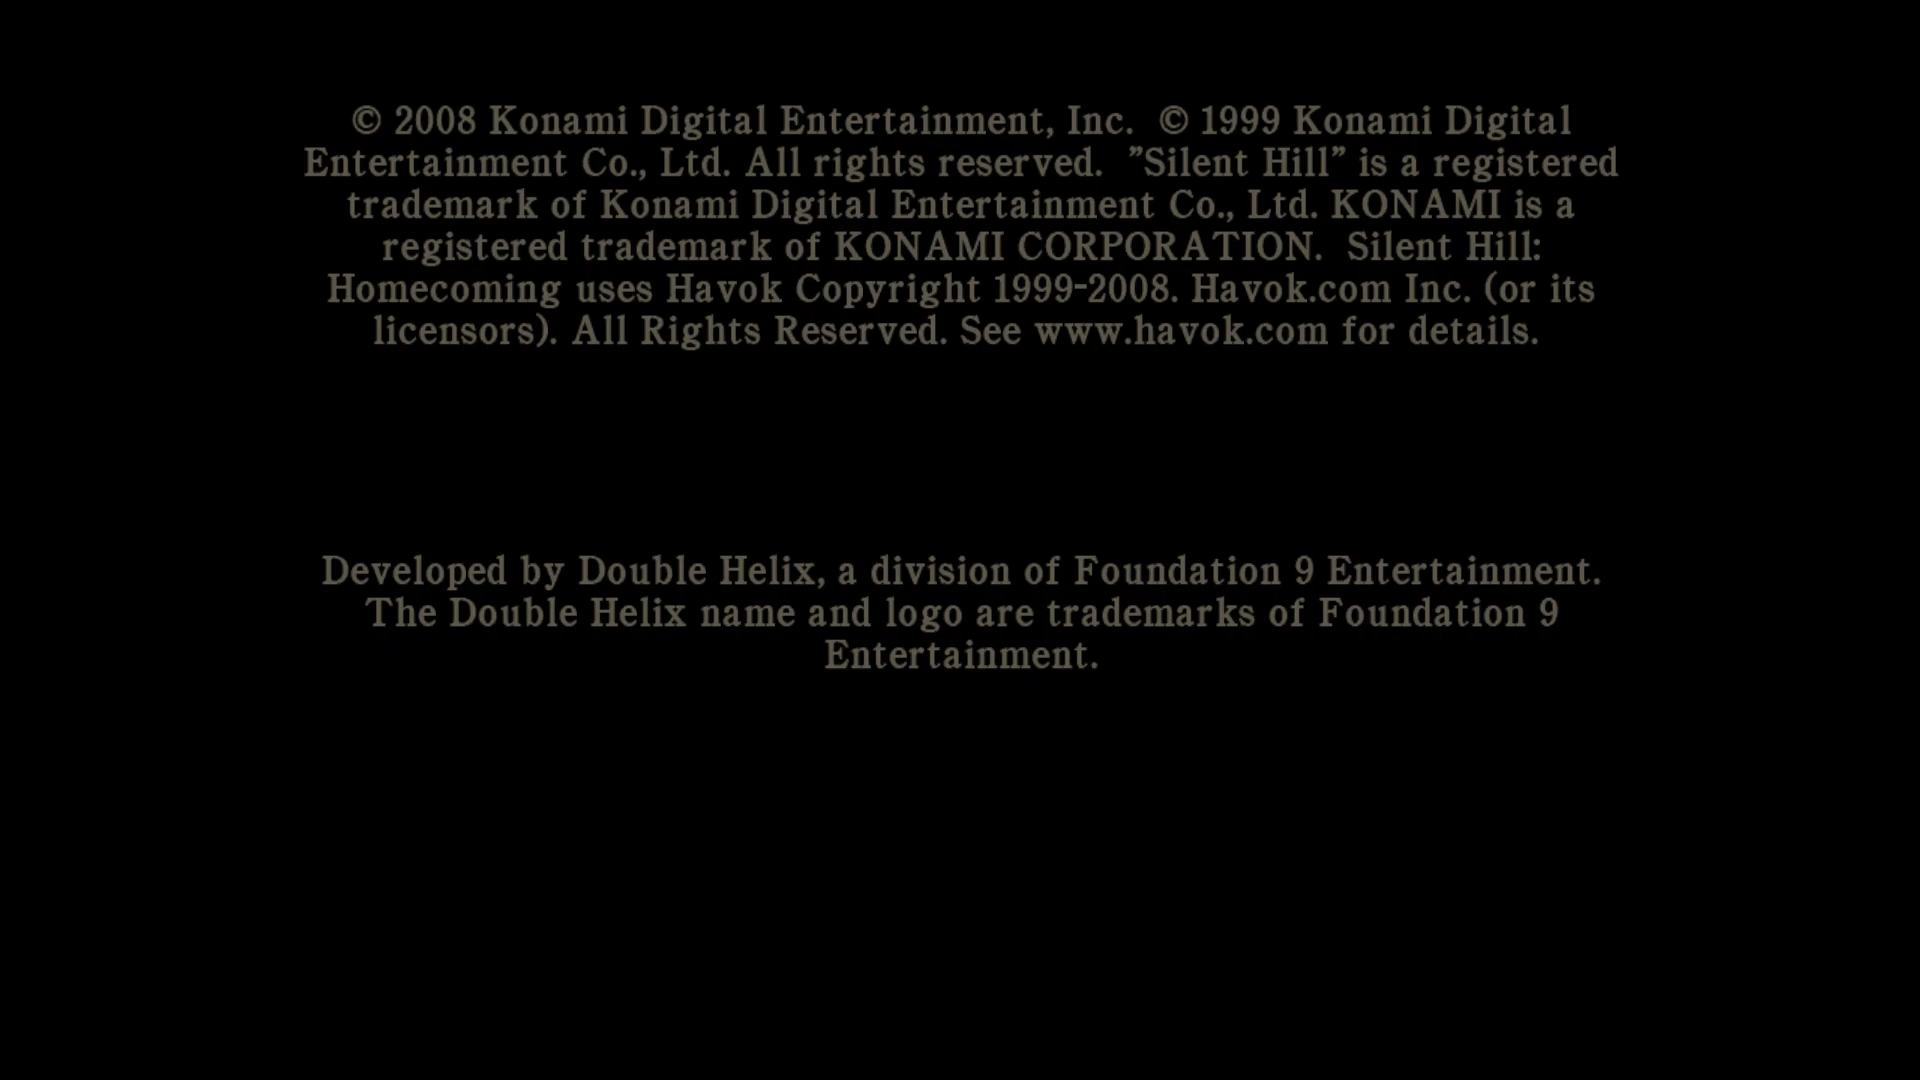 © 2008 Konami Digital Entertainment, Inc.  © 1999 Konami Digital
Entertainment Co., Ltd. All rights reserved.  ”Silent Hill” is a registered
trademark of Konami Digital Entertainment Co., Ltd. KONAMI is a
registered trademark of KONAMI CORPORATION.  Silent Hill:
Homecoming uses Havok Copyright 1999-2008. Havok.com Inc. (or its
licensors). All Rights Reserved. See www.havok.com for details.
Developed by Double Helix, a division of Foundation 9 Entertainment.
The Double Helix name and logo are trademarks of Foundation 9
Entertainment.